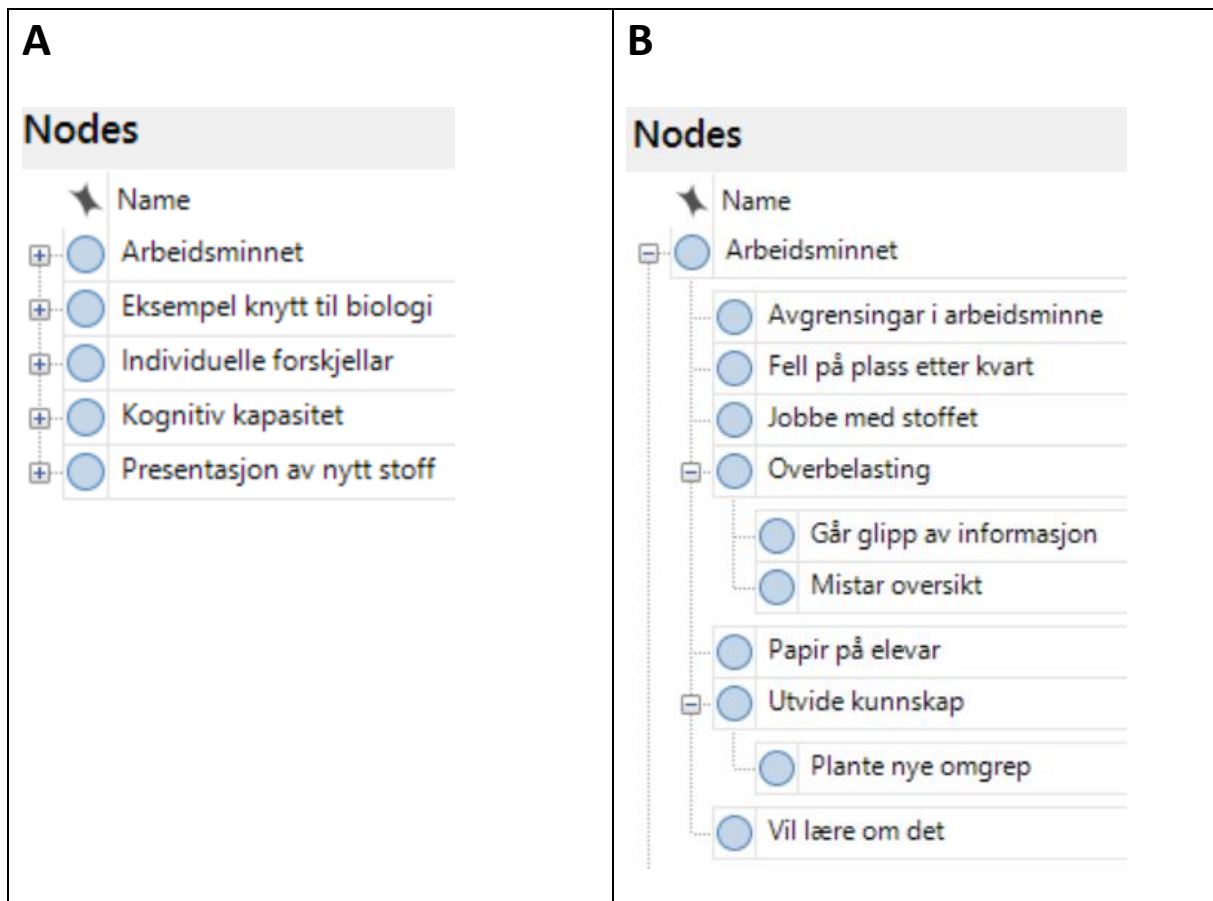 A
Nodes
Name
Arbeidsminnet
Eksempel knytt til biologi
Individuelle forskjellar
Kognitiv kapasitet
Presentasjon av nytt stoff
B
Nodes
Name
Arbeidsminnet
Avgrensingar i arbeidsminne
Fell på plass etter kvart
Jobbe med stoffet
Overbelasting
Går glipp av informasjon
Mistar oversikt
Papir på elevar
Utvide kunnskap
Plante nye omgrep
Vil lære om det